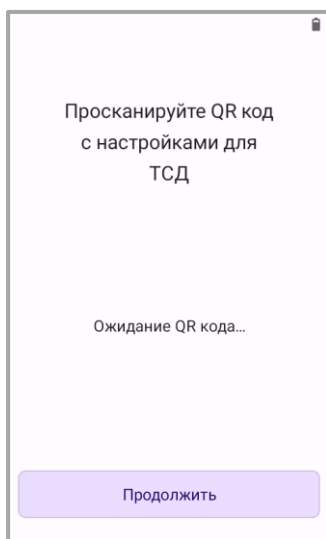 Просканируйте QR код
с настройками для
ТСД
Ожидание QR кода...
Продолжить